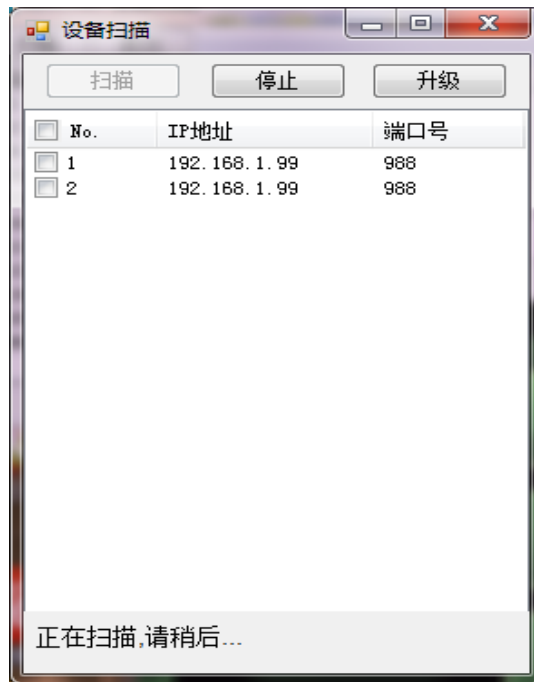 设备扫描
扫描 停止 升级
No. IP地址 端口号
1 192.168.1.99 988
2 192.168.1.99 988
正在扫描,请稍后...